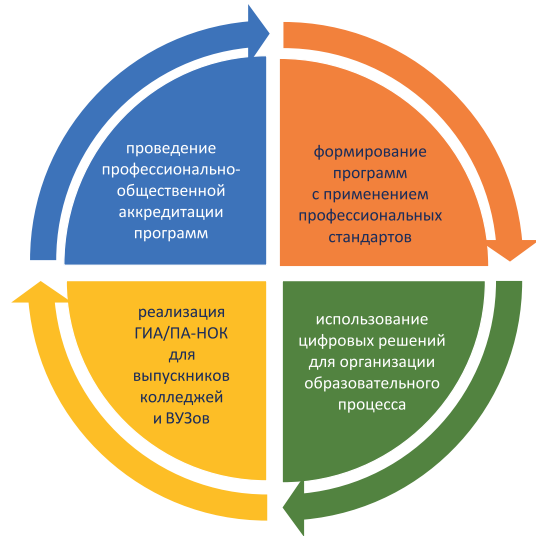 проведение
профессионально-
общественной
аккредитации
программ
формирование
программ
с применением
профессиональных
стандартов
реализация
ГИА/ПА-НОК
для
выпускников
колледжей
и ВУЗов
использование
цифровых решений
для организации
образовательного
процесса